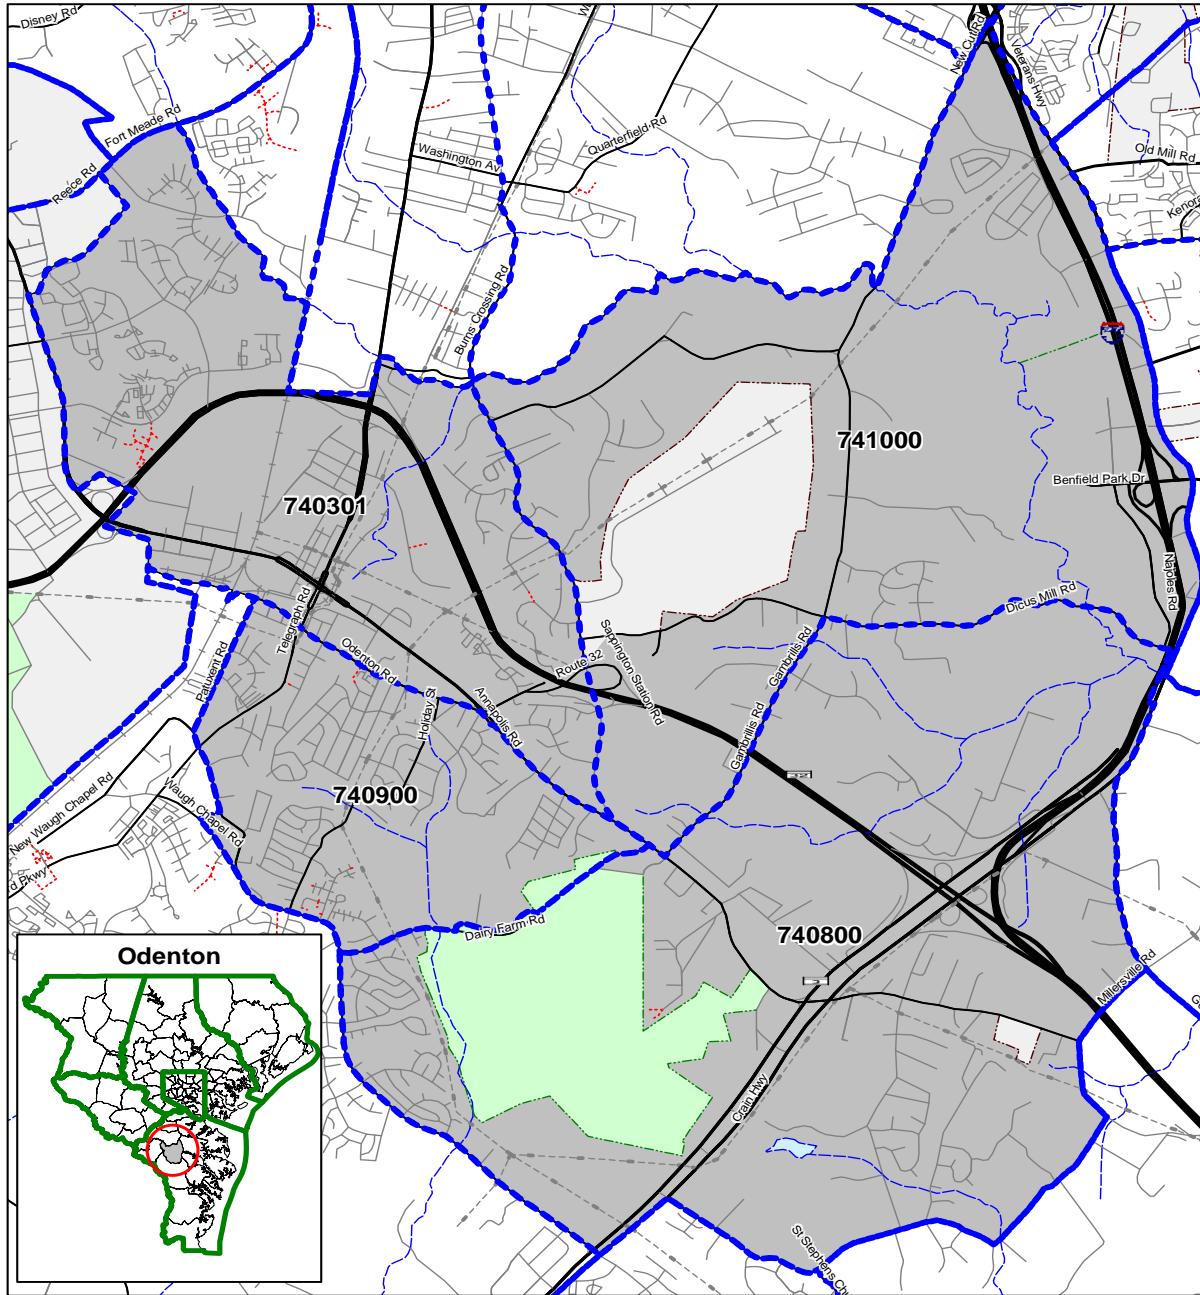 Disney Rd
New Cut Rd
Veterans Hwy
Fort Meade Rd
Washington Av
Quarterfield Rd
Old Mill Rd
Reece Rd
Burns Crossing Rd
741000
Benfield Park Dr
740301
Najoles Rd
Dicus Mill Rd
Telegraph Rd
Odenton Rd
Patuxent Rd
Route 32
Sappington Station Rd
Gambrills Rd
Gambrills Rd
Holiday St
Annapolis Rd
740900
New Waugh Chapel Rd
Waugh Chapel Rd
d Pkwy
Dairy Farm Rd
740800
Millersville Rd
Odenton
Crain Hwy
St Stephens Chu